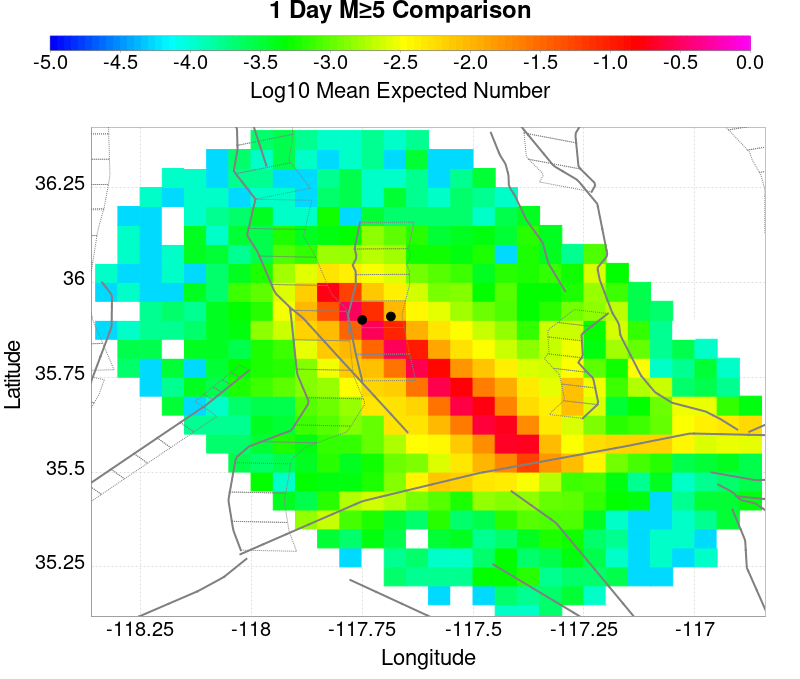 1 Day M≥5 Comparison
-5.0 -4.5 -4.0 -3.5 -3.0 -2.5 -2.0 -1.5 -1.0 -0.5 0.0
Log10 Mean Expected Number
36.25
36
35.75
35.5
35.25
Latitude
-118.25 -118 -117.75 -117.5 -117.25 -117
Longitude